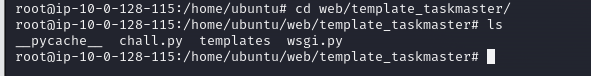 root@ip-10-0-128-115:/home/ubuntu# cd web/template_taskmaster/
root@ip-10-0-128-115:/home/ubuntu/web/template_taskmaster# ls
__pycache__  chall.py  templates  wsgi.py
root@ip-10-0-128-115:/home/ubuntu/web/template_taskmaster#